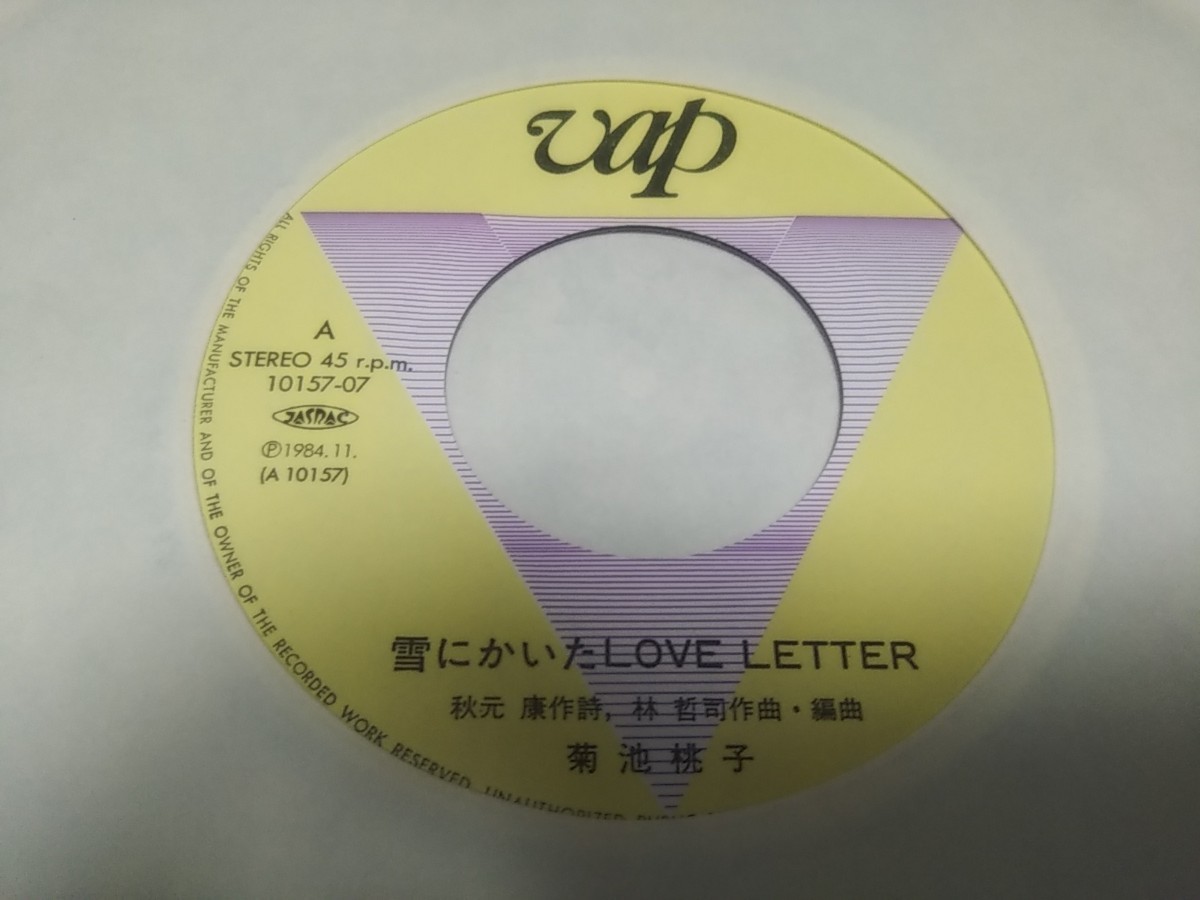 vap
A
STEREO 45 r.p.m.
10157-07
JASRAC
Ⓟ1984.11.
(A 10157)
雪にかいたLOVE LETTER
秋元 康作詩, 林 哲司作曲・編曲
菊池桃子
ALL RIGHTS OF THE MANUFACTURER AND OF THE OWNER OF THE RECORDED WORK RESERVED UNAUTHORIZED